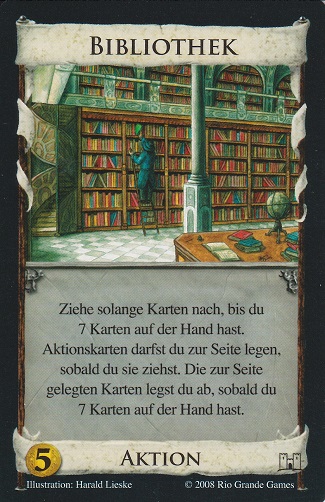 BIBLIOTHEK
Ziehe solange Karten nach, bis du
7 Karten auf der Hand hast.
Aktionskarten darfst du zur Seite legen,
sobald du sie ziehst. Die zur Seite
gelegten Karten legst du ab, sobald du
7 Karten auf der Hand hast.
5
AKTION
Illustration: Harald Lieske
© 2008 Rio Grande Games